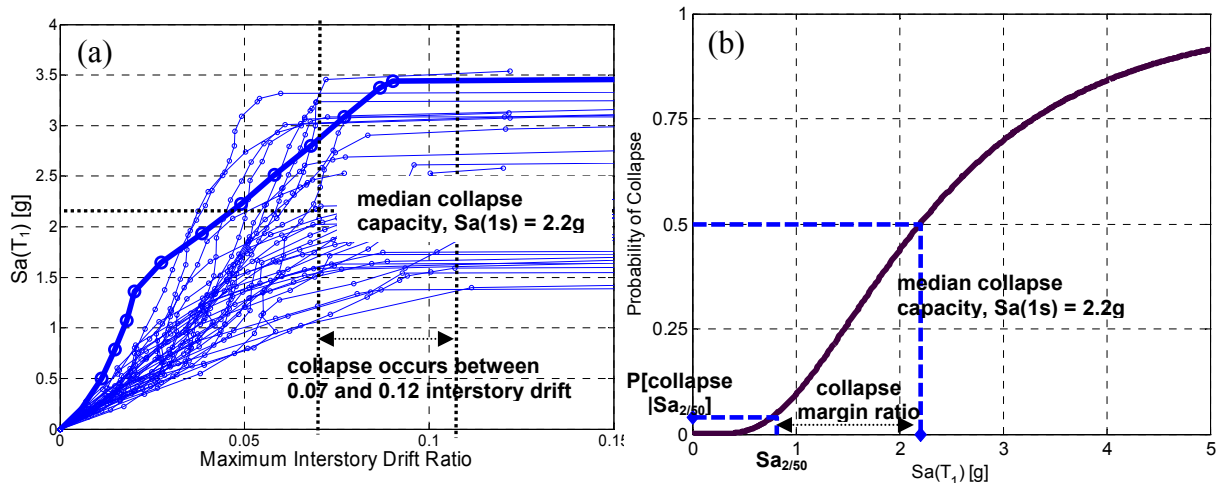 (a)
4
3.5
3
2.5
2
1.5
1
0.5
0
Sa(T1) [g]
median collapse
capacity, Sa(1s) = 2.2g
collapse occurs between
0.07 and 0.12 interstory drift
0 0.05 0.1 0.15
Maximum Interstory Drift Ratio
(b)
1
0.75
0.5
0.25
0
Probability of Collapse
median collapse
capacity, Sa(1s) = 2.2g
P[collapse
|Sa2/50]
collapse
margin ratio
0 1 2 3 4 5
Sa2/50
Sa(T1) [g]